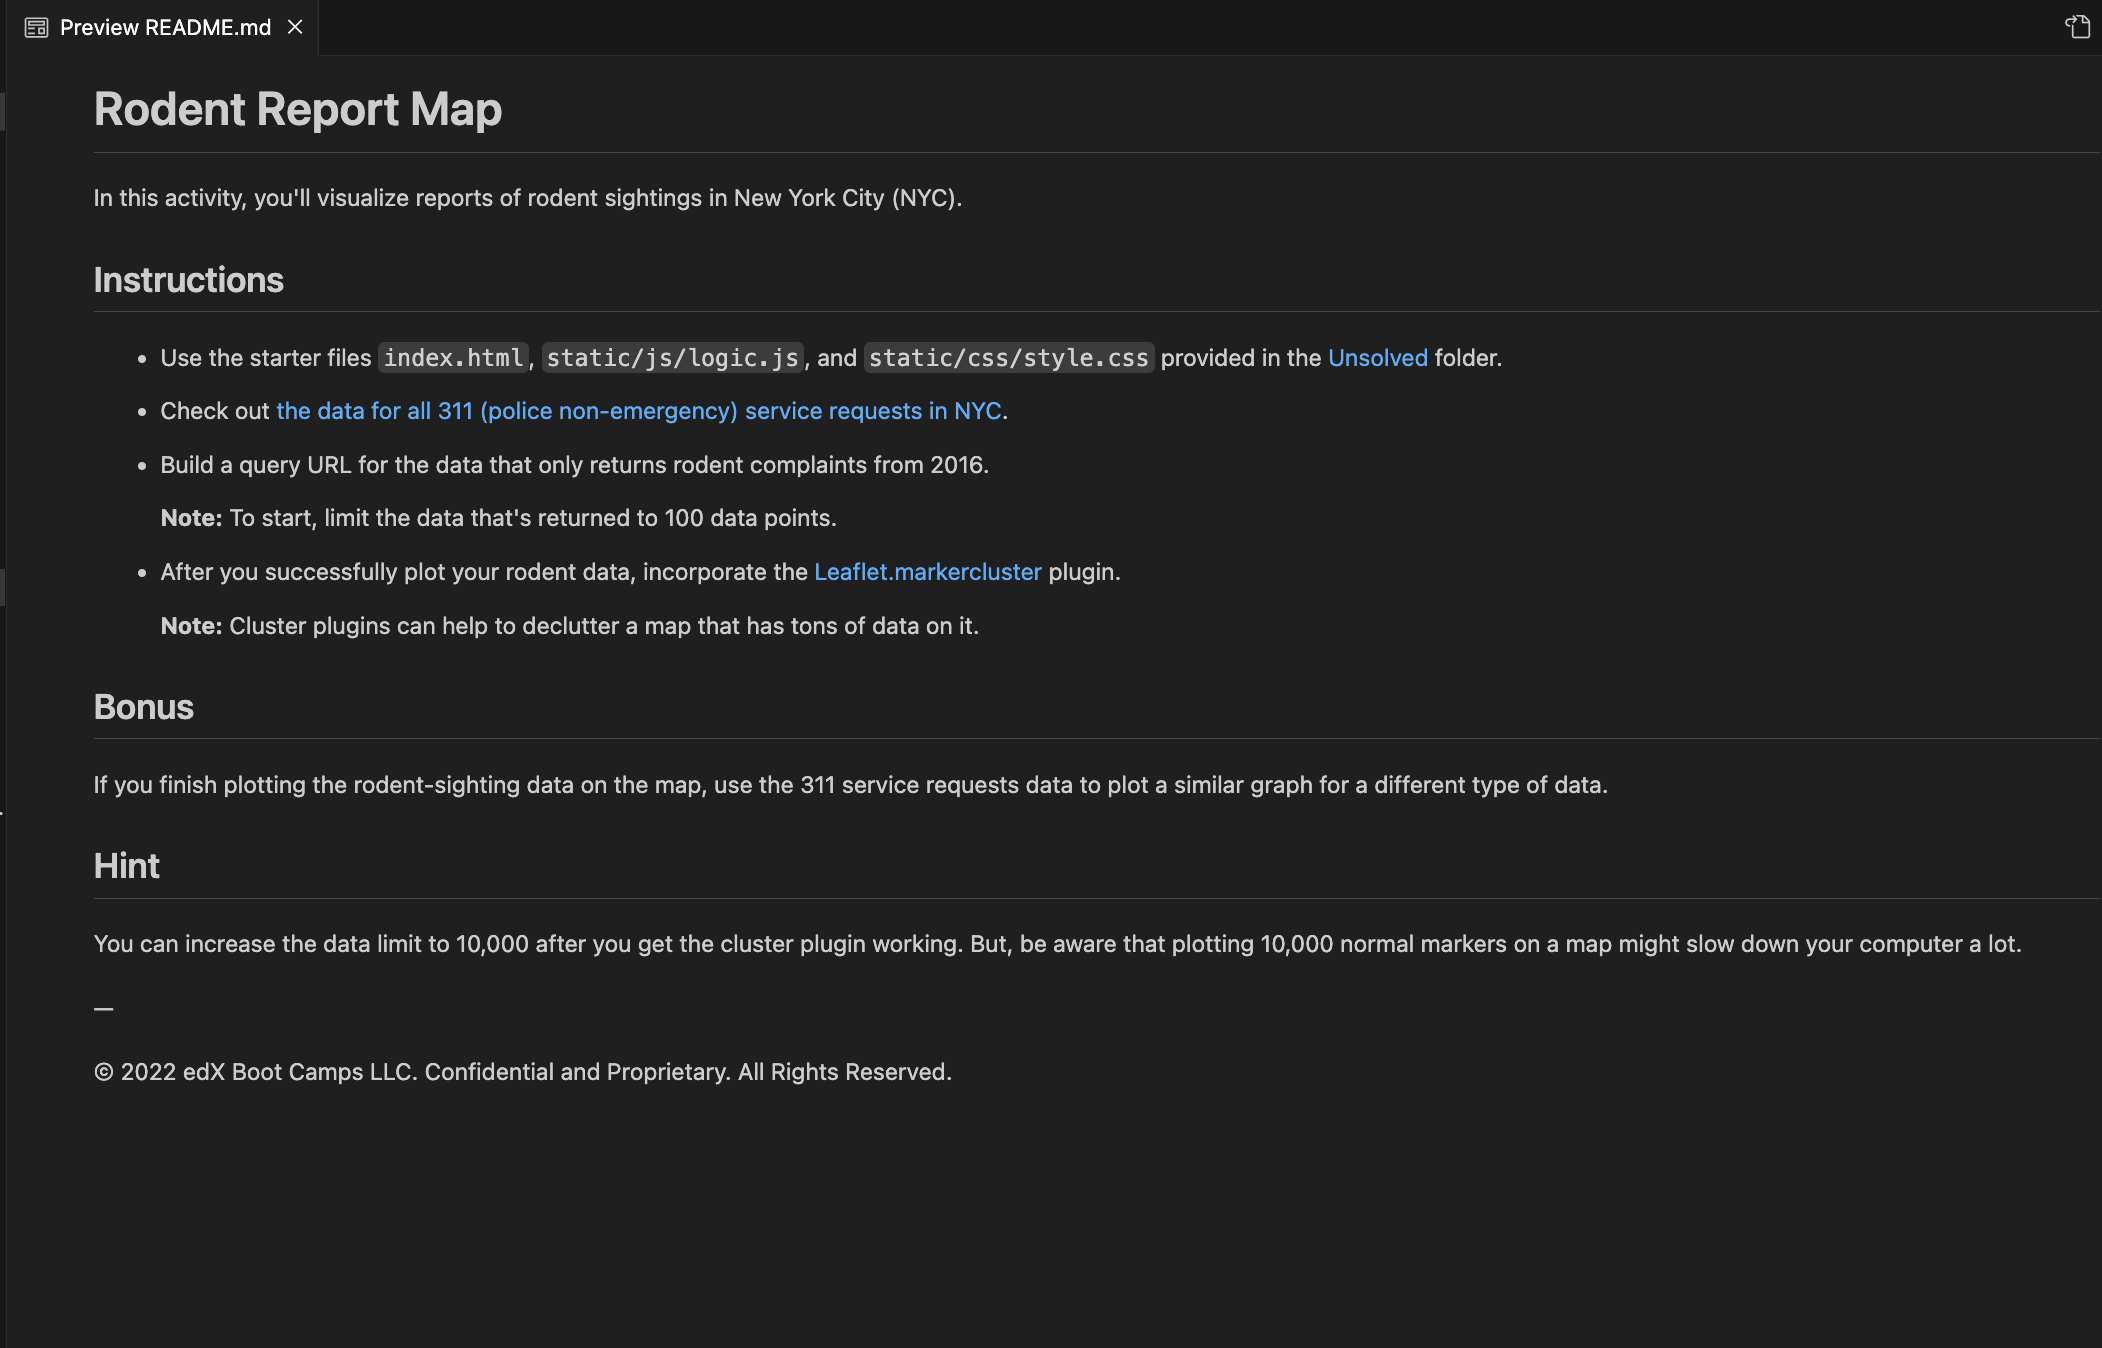 Preview README.md
Rodent Report Map
In this activity, you'll visualize reports of rodent sightings in New York City (NYC).
Instructions
• Use the starter files index.html, static/js/logic.js, and static/css/style.css provided in the Unsolved folder.
• Check out the data for all 311 (police non-emergency) service requests in NYC.
• Build a query URL for the data that only returns rodent complaints from 2016.
Note: To start, limit the data that's returned to 100 data points.
• After you successfully plot your rodent data, incorporate the Leaflet.markercluster plugin.
Note: Cluster plugins can help to declutter a map that has tons of data on it.
Bonus
If you finish plotting the rodent-sighting data on the map, use the 311 service requests data to plot a similar graph for a different type of data.
Hint
You can increase the data limit to 10,000 after you get the cluster plugin working. But, be aware that plotting 10,000 normal markers on a map might slow down your computer a lot.
—
© 2022 edX Boot Camps LLC. Confidential and Proprietary. All Rights Reserved.